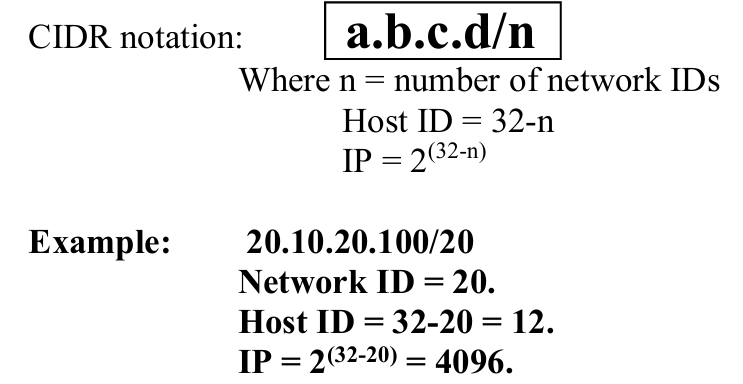 CIDR notation: a.b.c.d/n
Where n = number of network IDs
Host ID = 32-n
IP = 2^(32-n)
Example: 20.10.20.100/20
Network ID = 20.
Host ID = 32-20 = 12.
IP = 2^(32-20) = 4096.